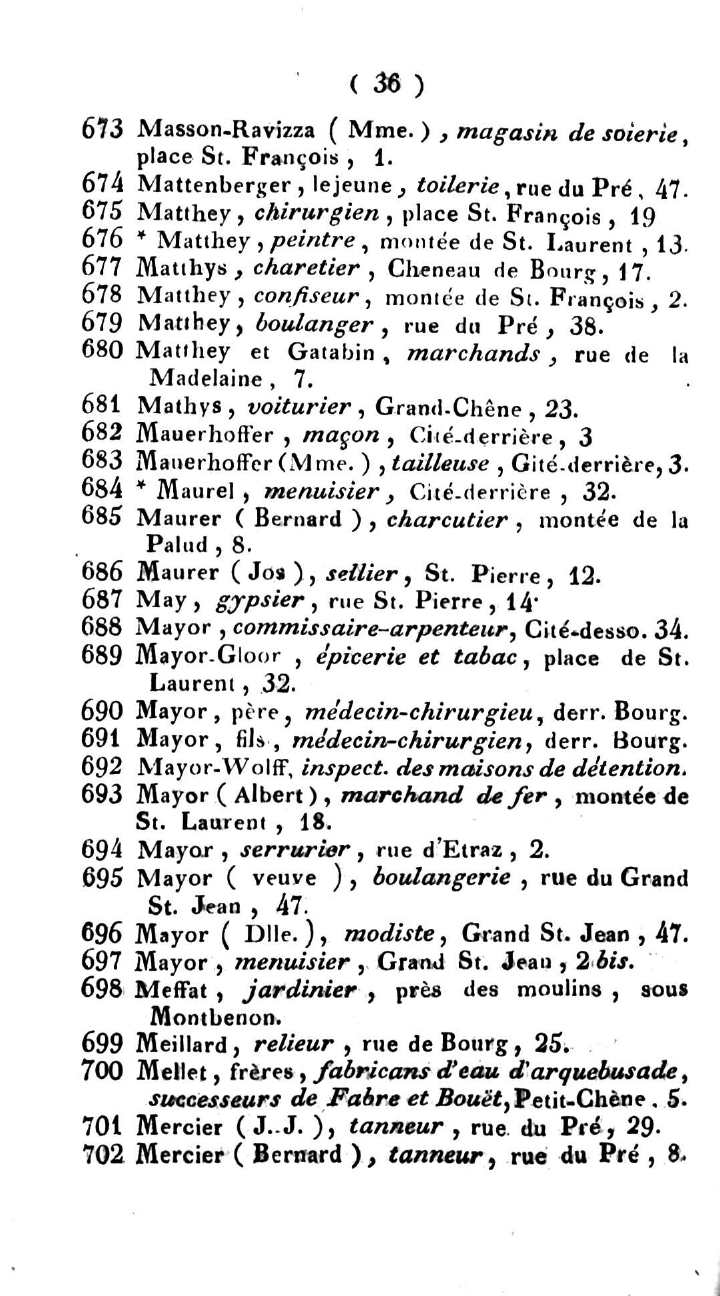 ( 36 )
673 Masson-Ravizza ( Mme. ) , magasin de soierie,
place St. François , 1.
674 Mattenberger , lejeune , toilerie , rue du Pré , 47.
675 Matthey , chirurgien , place St. François , 19
676 * Matthey , peintre , montée de St. Laurent , 13.
677 Matthys , charetier , Cheneau de Bourg , 17.
678 Matthey , confiseur , montée de St. François , 2.
679 Matthey , boulanger , rue du Pré , 38.
680 Matthey et Gatabin , marchands , rue de la
Madelaine , 7.
681 Mathys , voiturier , Grand-Chêne , 23.
682 Mauerhoffer , maçon , Cité-derrière , 3
683 Mauerhoffer (Mme. ) , tailleuse , Gité-derrière, 3.
684 * Maurel , menuisier , Cité-derrière , 32.
685 Maurer ( Bernard ) , charcutier , montée de la
Palud , 8.
686 Maurer ( Jos ) , sellier , St. Pierre , 12.
687 May , gypsier , rue St. Pierre , 14.
688 Mayor , commissaire-arpenteur, Cité-desso. 34.
689 Mayor-Gloor , épicerie et tabac , place de St.
Laurent , 32.
690 Mayor , père , médecin-chirurgieu, derr. Bourg.
691 Mayor , fils , médecin-chirurgien, derr. Bourg.
692 Mayor-Wolff, inspect. des maisons de détention.
693 Mayor ( Albert ) , marchand de fer , montée de
St. Laurent , 18.
694 Mayor , serrurier , rue d'Etraz , 2.
695 Mayor ( veuve ) , boulangerie , rue du Grand
St. Jean , 47.
696 Mayor ( Dlle. ) , modiste , Grand St. Jean , 47.
697 Mayor , menuisier , Grand St. Jean , 2 bis.
698 Meffat , jardinier , près des moulins , sous
Montbenon.
699 Meillard , relieur , rue de Bourg , 25.
700 Mellet , frères , fabricans d'eau d'arquebusade ,
successeurs de Fabre et Bouët, Petit-Chène . 5.
701 Mercier ( J..J. ) , tanneur , rue du Pré , 29.
702 Mercier ( Bernard ) , tanneur , rue du Pré , 8.